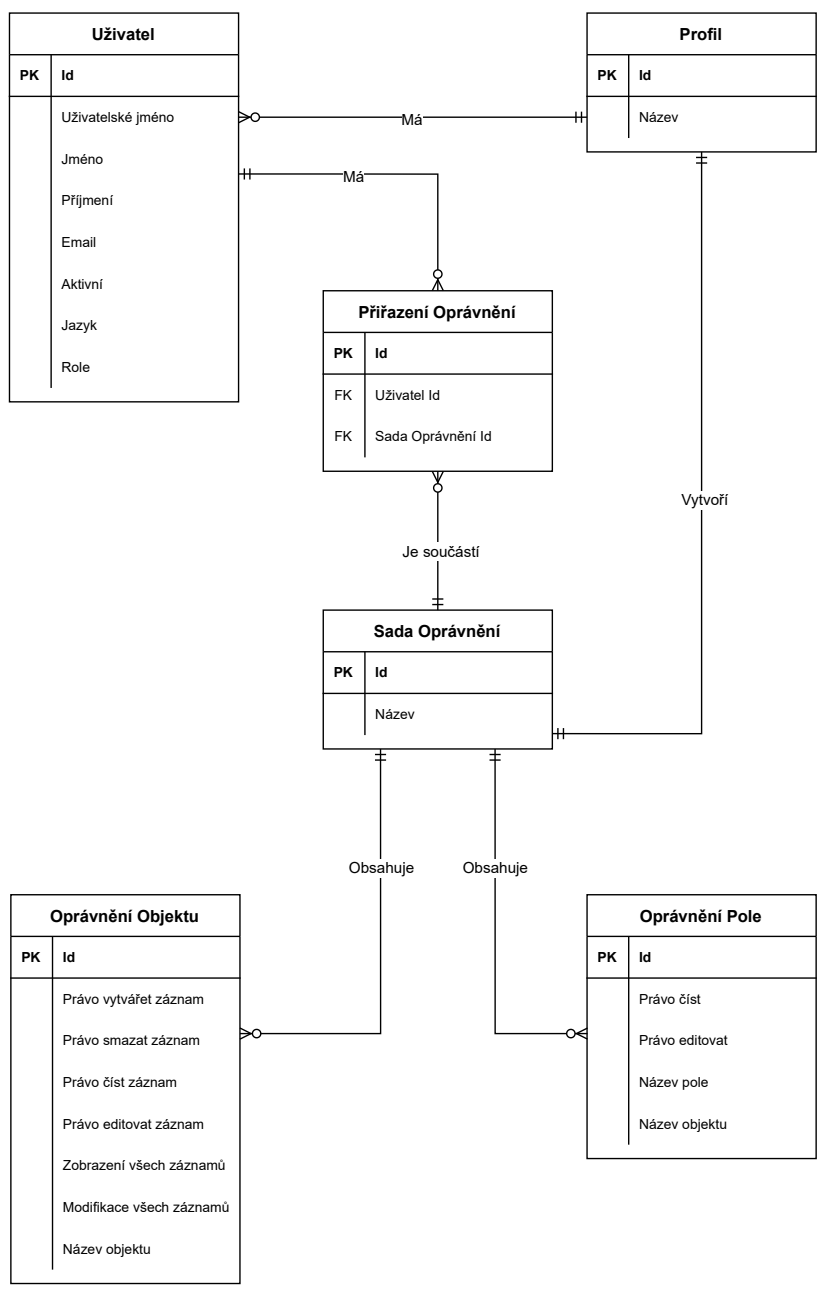 Uživatel
PK Id
Uživatelské jméno
Jméno
Příjmení
Email
Aktivní
Jazyk
Role
Profil
PK Id
Název
Má
Má
Přiřazení Oprávnění
PK Id
FK Uživatel Id
FK Sada Oprávnění Id
Vytvoří
Je součástí
Sada Oprávnění
PK Id
Název
Obsahuje
Obsahuje
Oprávnění Objektu
PK Id
Právo vytvářet záznam
Právo smazat záznam
Právo číst záznam
Právo editovat záznam
Zobrazení všech záznamů
Modifikace všech záznamů
Název objektu
Oprávnění Pole
PK Id
Právo číst
Právo editovat
Název pole
Název objektu